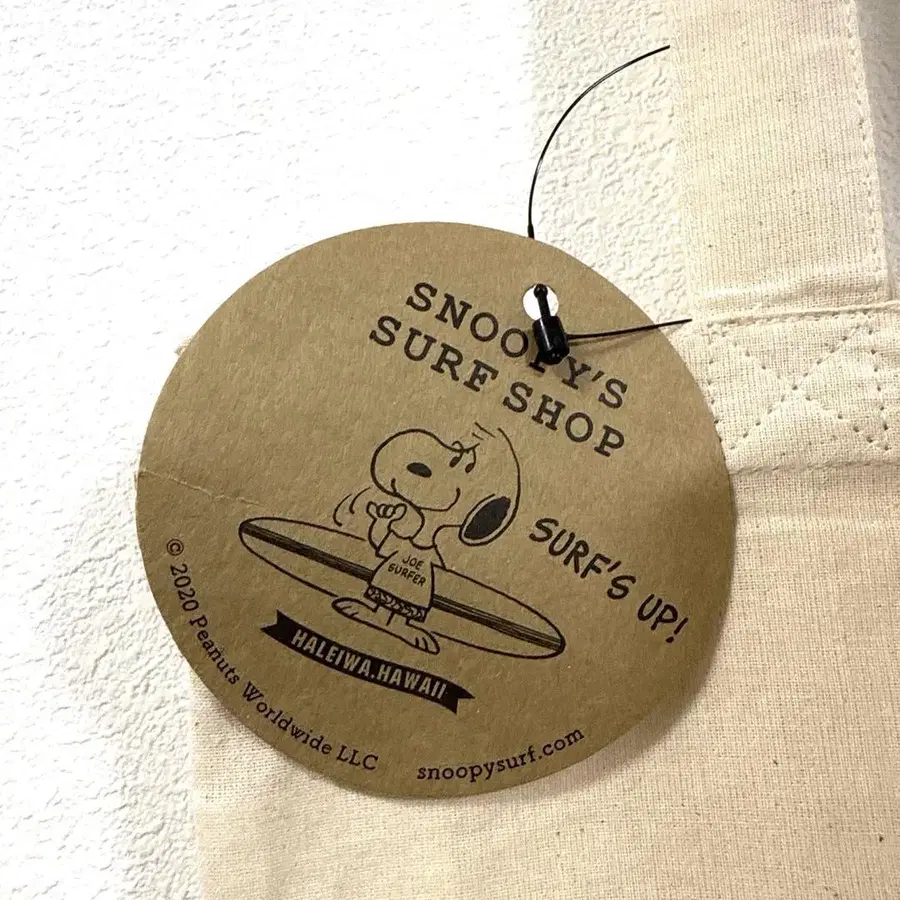 SNOOPY'S
SURF SHOP
SURF'S UP!
JOE
SURFER
HALEIWA.HAWAII
© 2020 Peanuts Worldwide LLC
snoopysurf.com